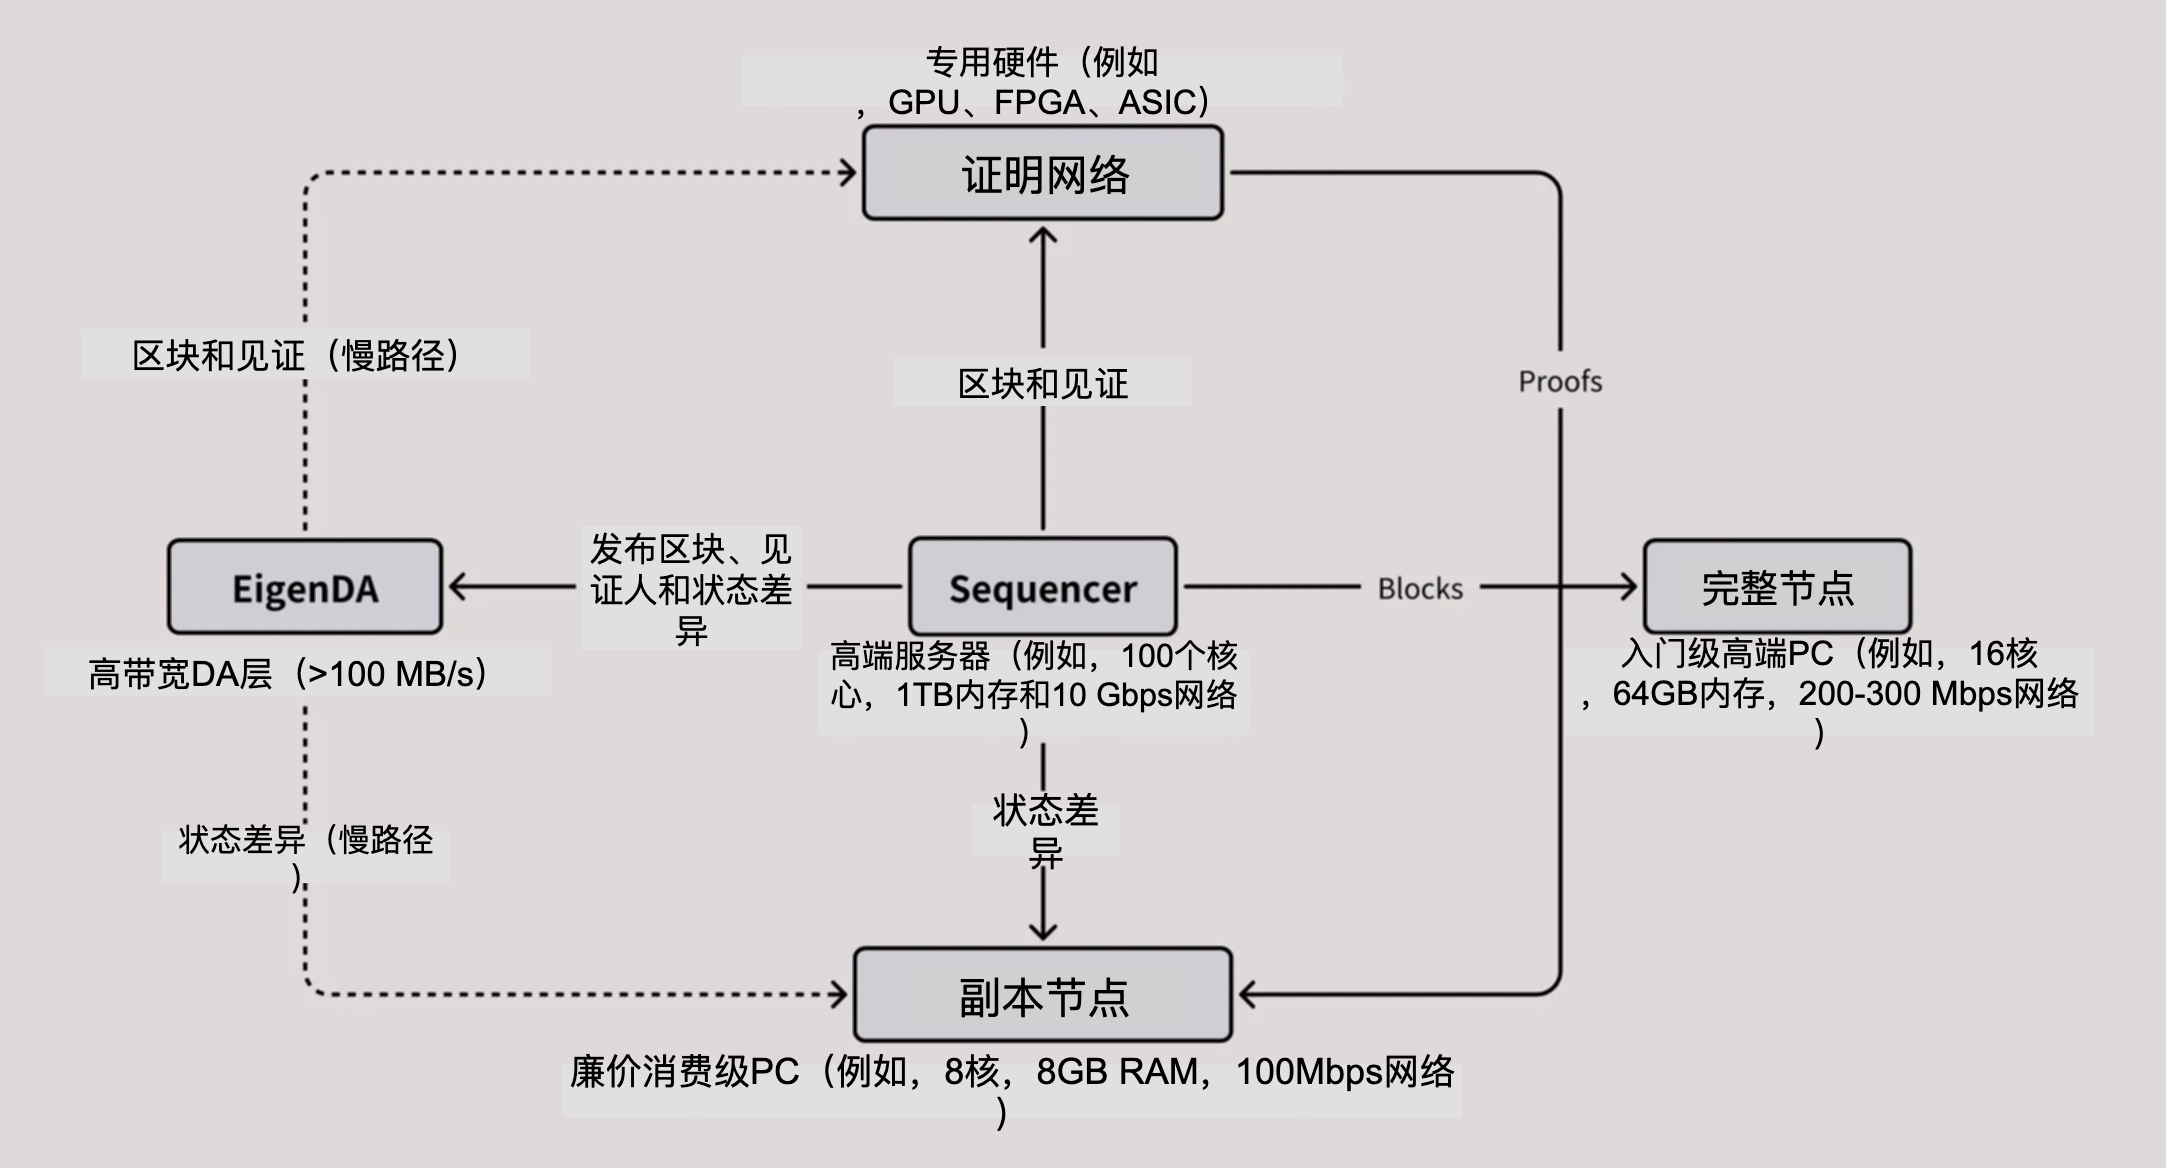 专用硬件（例如
，GPU、FPGA、ASIC）
证明网络
区块和见证（慢路径）
区块和见证
Proofs
EigenDA
发布区块、见
证人和状态差
异
Sequencer
Blocks
完整节点
高带宽DA层（>100 MB/s）
高端服务器（例如，100个核
心，1TB内存和10 Gbps网络
）
入门级高端PC（例如，16核
，64GB内存，200-300 Mbps网络
）
状态差异（慢路径
）
状态差
异
副本节点
廉价消费级PC（例如，8核，8GB RAM，100Mbps网络
）